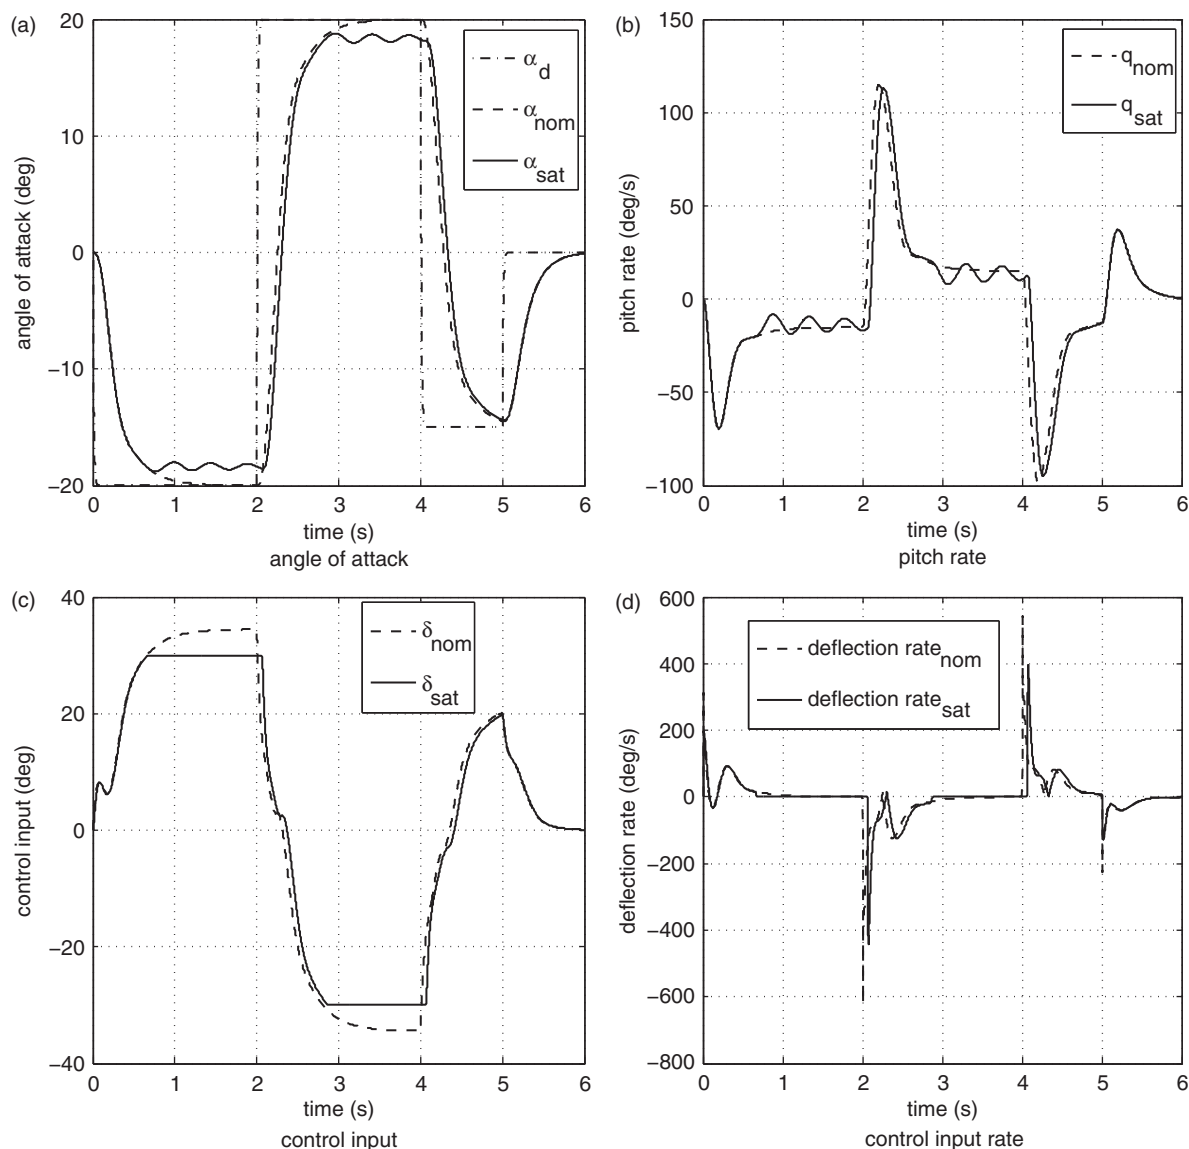 (a)
20
10
0
−10
−20
angle of attack (deg)
α_d
α_nom
α_sat
0 1 2 3 4 5 6
time (s)
angle of attack
(b)
150
100
50
0
−50
−100
pitch rate (deg/s)
q_nom
q_sat
0 1 2 3 4 5 6
time (s)
pitch rate
(c)
40
20
0
−20
−40
control input (deg)
δ_nom
δ_sat
0 1 2 3 4 5 6
time (s)
control input
(d)
600
400
200
0
−200
−400
−600
−800
deflection rate (deg/s)
deflection rate_nom
deflection rate_sat
0 1 2 3 4 5 6
time (s)
control input rate